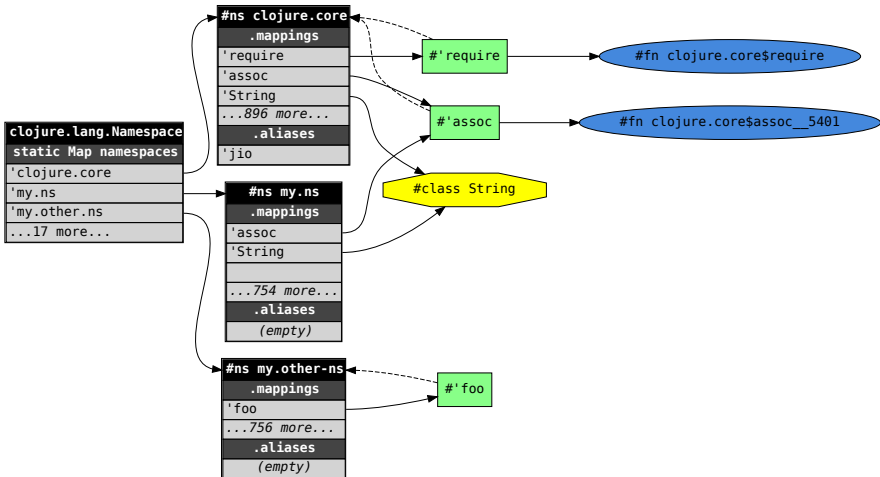 clojure.lang.Namespace
static Map namespaces
'clojure.core
'my.ns
'my.other.ns
...17 more...
#ns clojure.core
.mappings
'require
'assoc
'String
...896 more...
.aliases
'jio
#ns my.ns
.mappings
'assoc
'String
...754 more...
.aliases
(empty)
#ns my.other-ns
.mappings
'foo
...756 more...
.aliases
(empty)
#'require
#'assoc
#class String
#'foo
#fn clojure.core$require
#fn clojure.core$assoc__5401